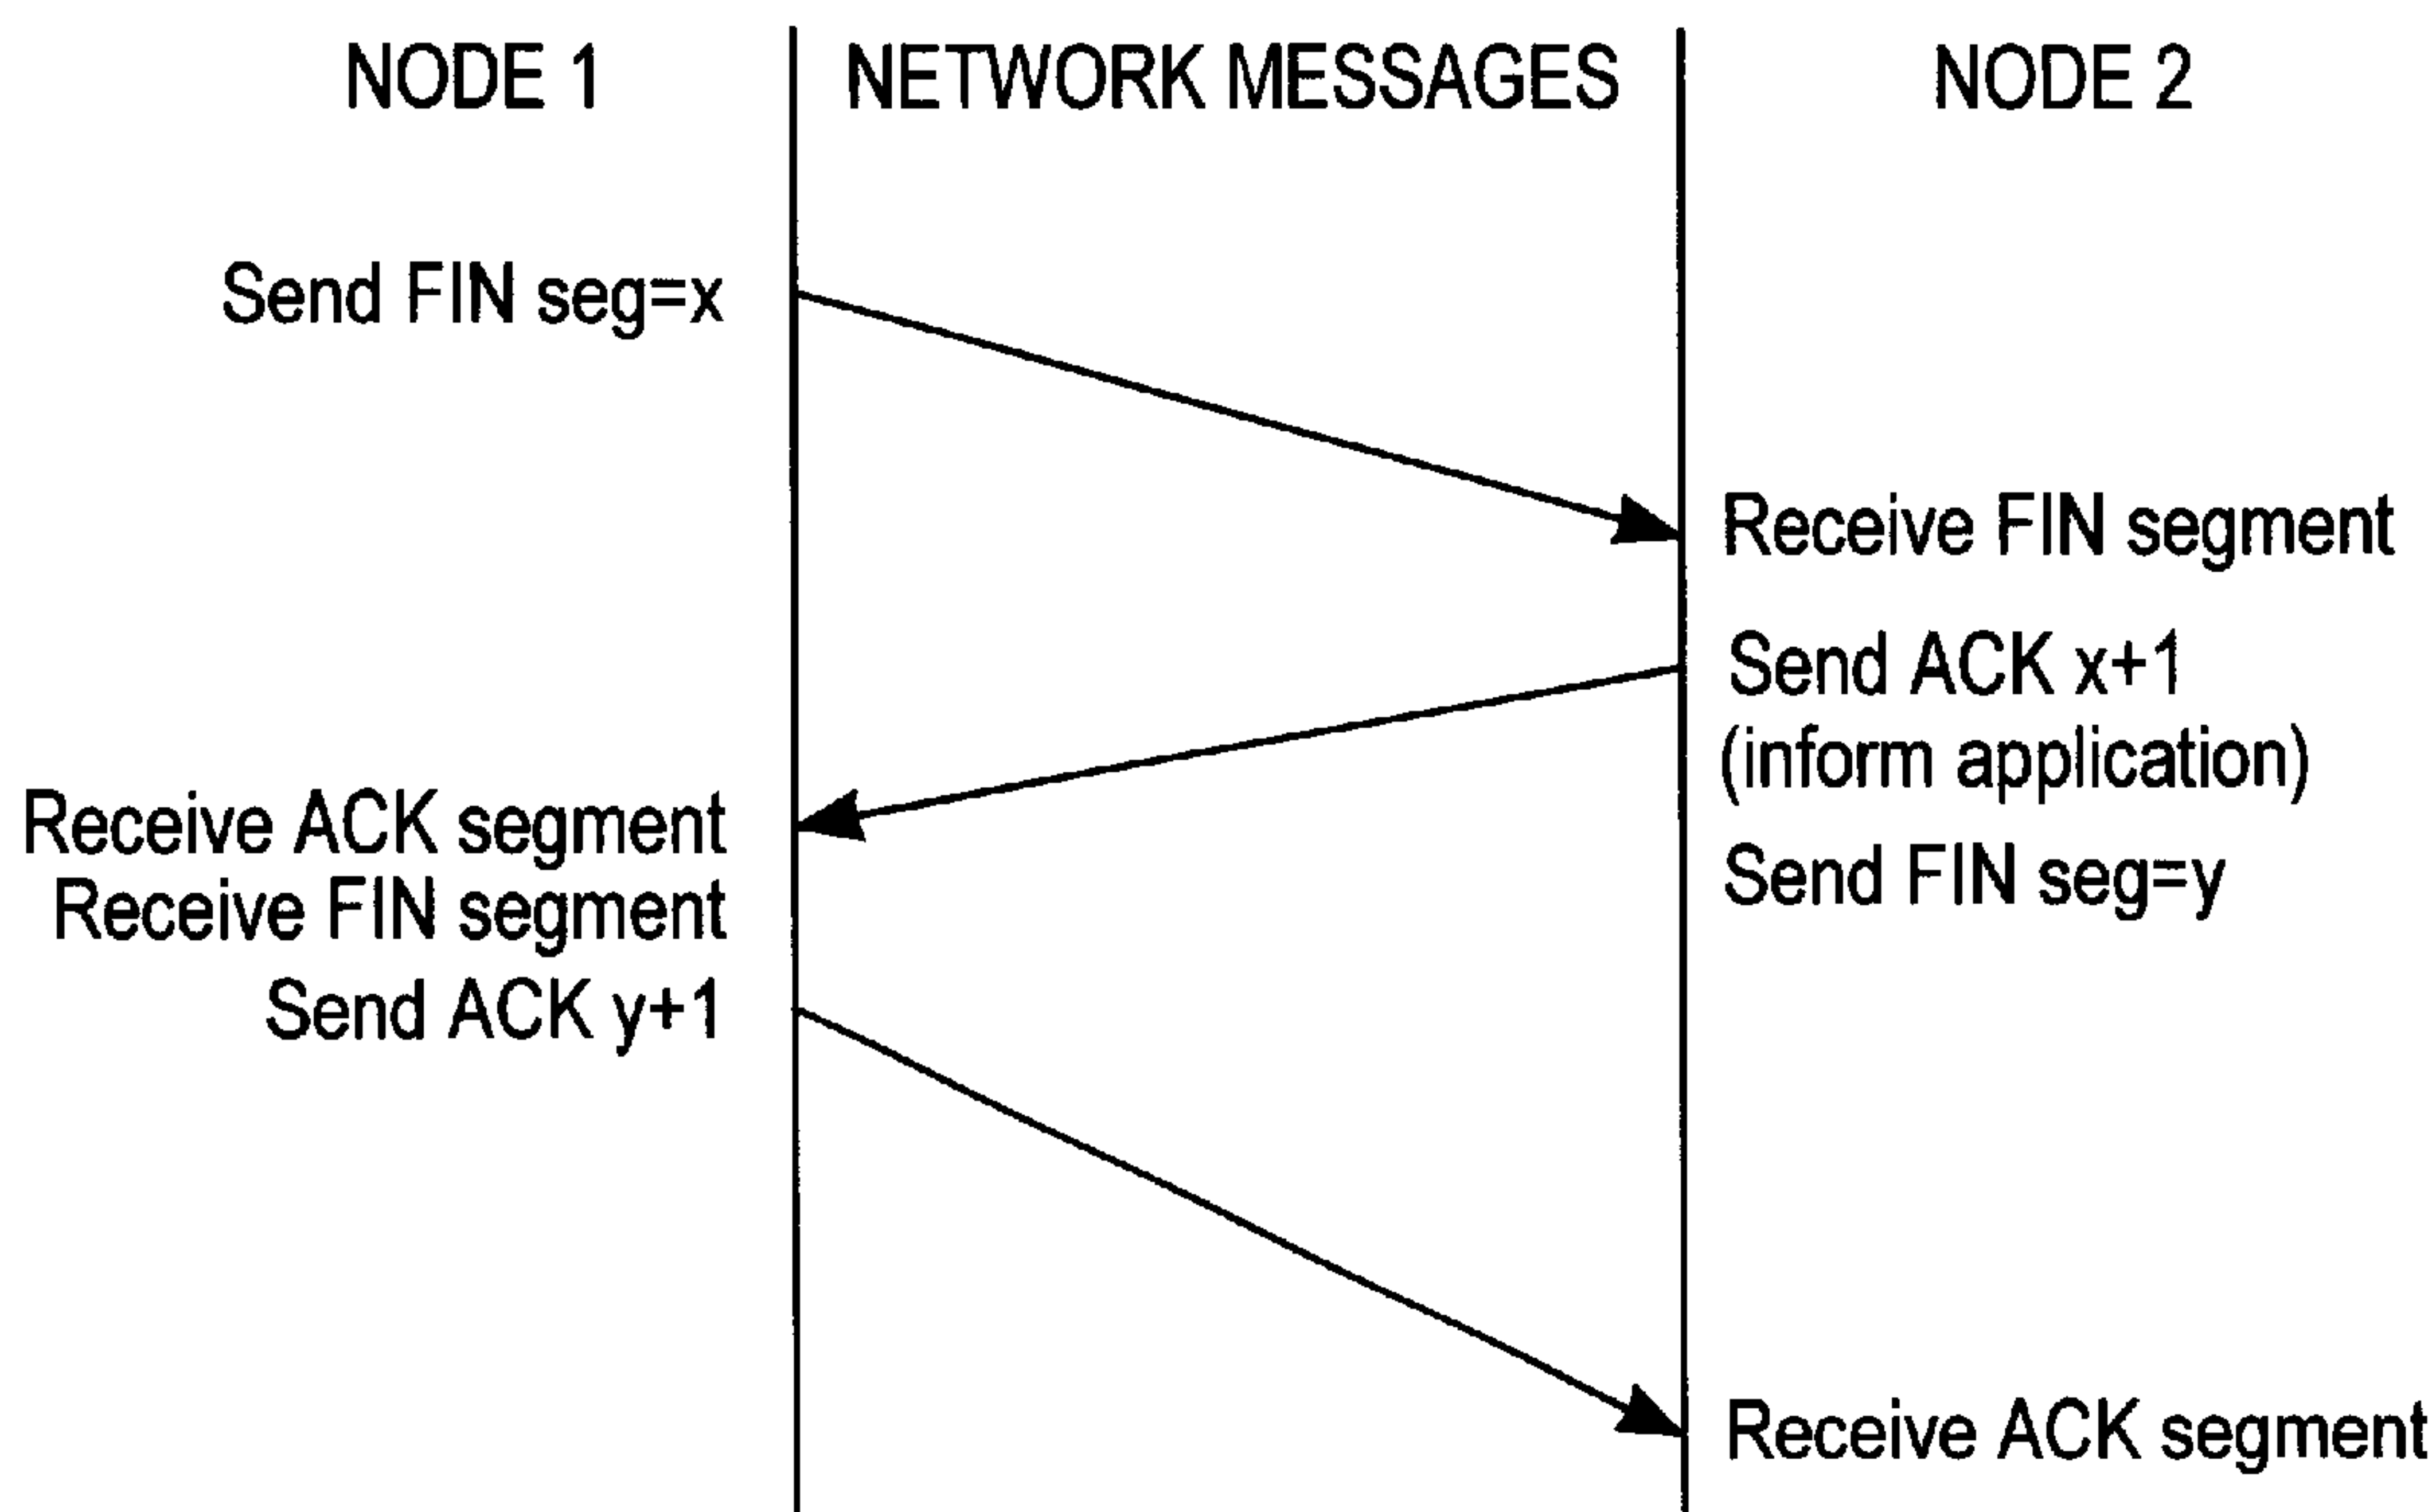 NODE 1
NETWORK MESSAGES
NODE 2
Send FIN seg=x
Receive FIN segment
Send ACK x+1
(inform application)
Receive ACK segment
Send FIN seg=y
Receive FIN segment
Send ACK y+1
Receive ACK segment